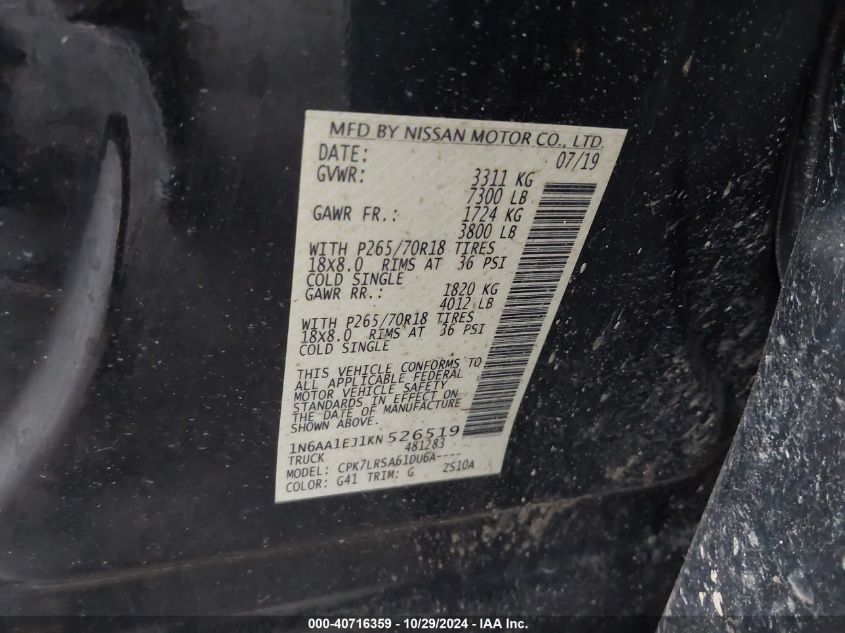 MFD BY NISSAN MOTOR CO., LTD.
DATE: 07/19
GVWR: 3311 KG
7300 LB
GAWR FR.: 1724 KG
3800 LB
WITH P265/70R18 TIRES
18X8.0 RIMS AT 36 PSI
COLD SINGLE
GAWR RR.: 1820 KG
4012 LB
WITH P265/70R18 TIRES
18X8.0 RIMS AT 36 PSI
COLD SINGLE
THIS VEHICLE CONFORMS TO
ALL APPLICABLE FEDERAL
MOTOR VEHICLE SAFETY
STANDARDS IN EFFECT ON
THE DATE OF MANUFACTURE
SHOWN ABOVE.
1N6AA1EJ1KN 526519
TRUCK 481283
MODEL: CPK7LRSA61DU6A----
COLOR: G41 TRIM: G ZS10A
000-40716359 - 10/29/2024 - IAA Inc.